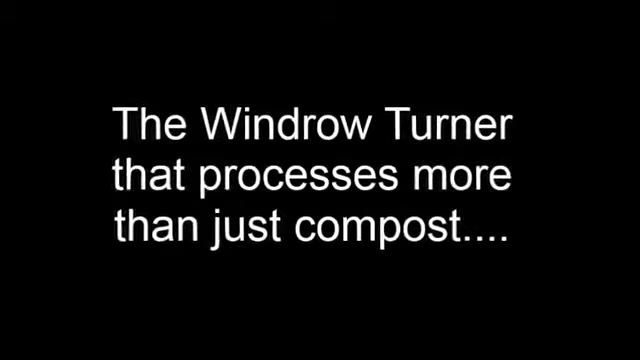 The Windrow Turner
that processes more
than just compost....